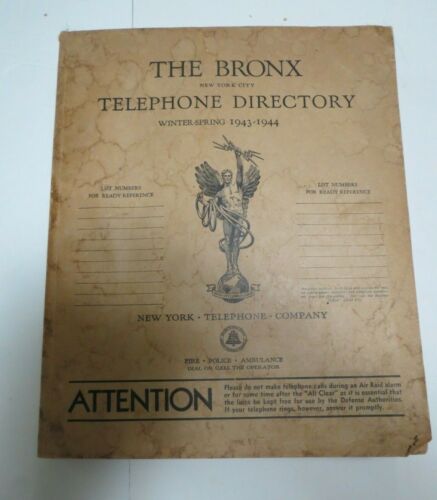 THE BRONX
NEW YORK CITY
TELEPHONE DIRECTORY
WINTER-SPRING 1943-1944
LIST NUMBERS
FOR READY REFERENCE
LIST NUMBERS
FOR READY REFERENCE
NEW YORK · TELEPHONE · COMPANY
FIRE · POLICE · AMBULANCE
DIAL OR CALL THE OPERATOR
ATTENTION
Please do not make telephone calls during an Air Raid alarm
or for some time after the "All Clear" as it is essential that
the lines be kept free for use by the Defense Authorities.
If your telephone rings, however, answer it promptly.